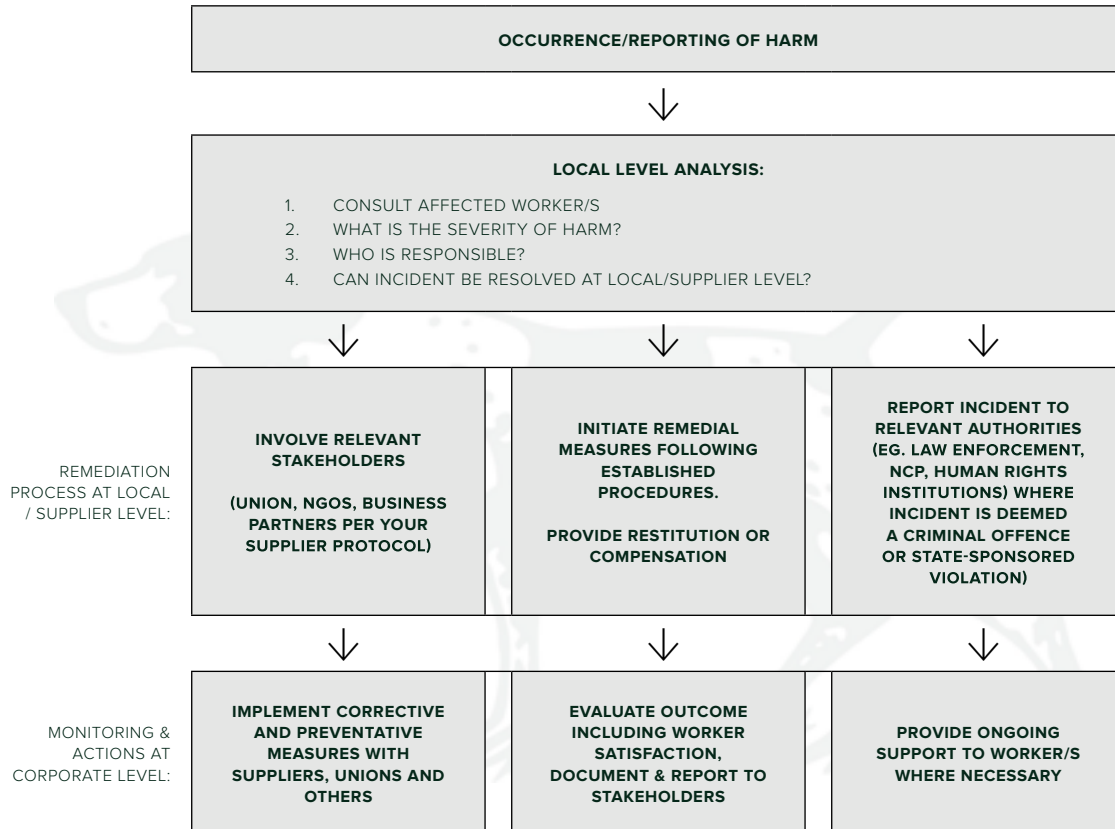 OCCURRENCE/REPORTING OF HARM
LOCAL LEVEL ANALYSIS:
1. CONSULT AFFECTED WORKER/S
2. WHAT IS THE SEVERITY OF HARM?
3. WHO IS RESPONSIBLE?
4. CAN INCIDENT BE RESOLVED AT LOCAL/SUPPLIER LEVEL?
REMEDIATION
PROCESS AT LOCAL
/ SUPPLIER LEVEL:
INVOLVE RELEVANT
STAKEHOLDERS
(UNION, NGOS, BUSINESS
PARTNERS PER YOUR
SUPPLIER PROTOCOL)
INITIATE REMEDIAL
MEASURES FOLLOWING
ESTABLISHED
PROCEDURES.
PROVIDE RESTITUTION OR
COMPENSATION
REPORT INCIDENT TO
RELEVANT AUTHORITIES
(EG. LAW ENFORCEMENT,
NCP, HUMAN RIGHTS
INSTITUTIONS) WHERE
INCIDENT IS DEEMED
A CRIMINAL OFFENCE
OR STATE-SPONSORED
VIOLATION)
MONITORING &
ACTIONS AT
CORPORATE LEVEL:
IMPLEMENT CORRECTIVE
AND PREVENTATIVE
MEASURES WITH
SUPPLIERS, UNIONS AND
OTHERS
EVALUATE OUTCOME
INCLUDING WORKER
SATISFACTION,
DOCUMENT & REPORT TO
STAKEHOLDERS
PROVIDE ONGOING
SUPPORT TO WORKER/S
WHERE NECESSARY